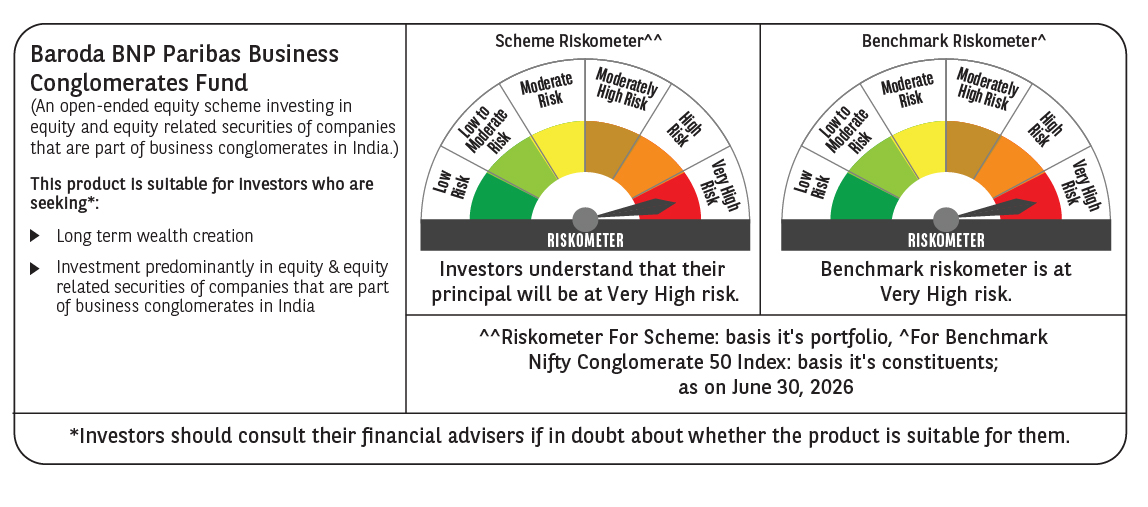 Baroda BNP Paribas Business
Conglomerates Fund
(An open-ended equity scheme investing in
equity and equity related securities of companies
that are part of business conglomerates in India.)
This product is suitable for investors who are
seeking*:
Long term wealth creation
Investment predominantly in equity & equity
related securities of companies that are part
of business conglomerates in India
Scheme Riskometer^^
Low
Risk
Low to
Moderate
Risk
Moderate
Risk
Moderately
High Risk
High
Risk
Very High
Risk
RISKOMETER
Investors understand that their
principal will be at Very High risk.
Benchmark Riskometer^
Low
Risk
Low to
Moderate
Risk
Moderate
Risk
Moderately
High Risk
High
Risk
Very High
Risk
RISKOMETER
Benchmark riskometer is at
Very High risk.
^^Riskometer For Scheme: basis it's portfolio, ^For Benchmark
Nifty Conglomerate 50 Index: basis it's constituents;
as on June 30, 2026
*Investors should consult their financial advisers if in doubt about whether the product is suitable for them.